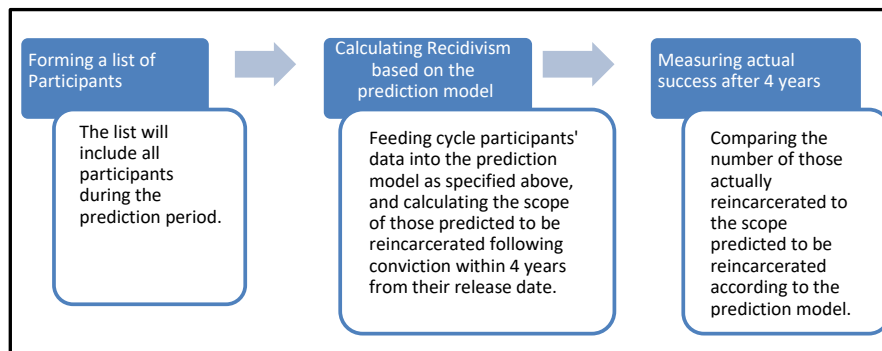 Forming a list of
Participants
The list will
include all
participants
during the
prediction period.
Calculating Recidivism
based on the
prediction model
Feeding cycle participants'
data into the prediction
model as specified above,
and calculating the scope
of those predicted to be
reincarcerated following
conviction within 4 years
from their release date.
Measuring actual
success after 4 years
Comparing the
number of those
actually
reincarcerated to
the scope
predicted to be
reincarcerated
according to the
prediction model.